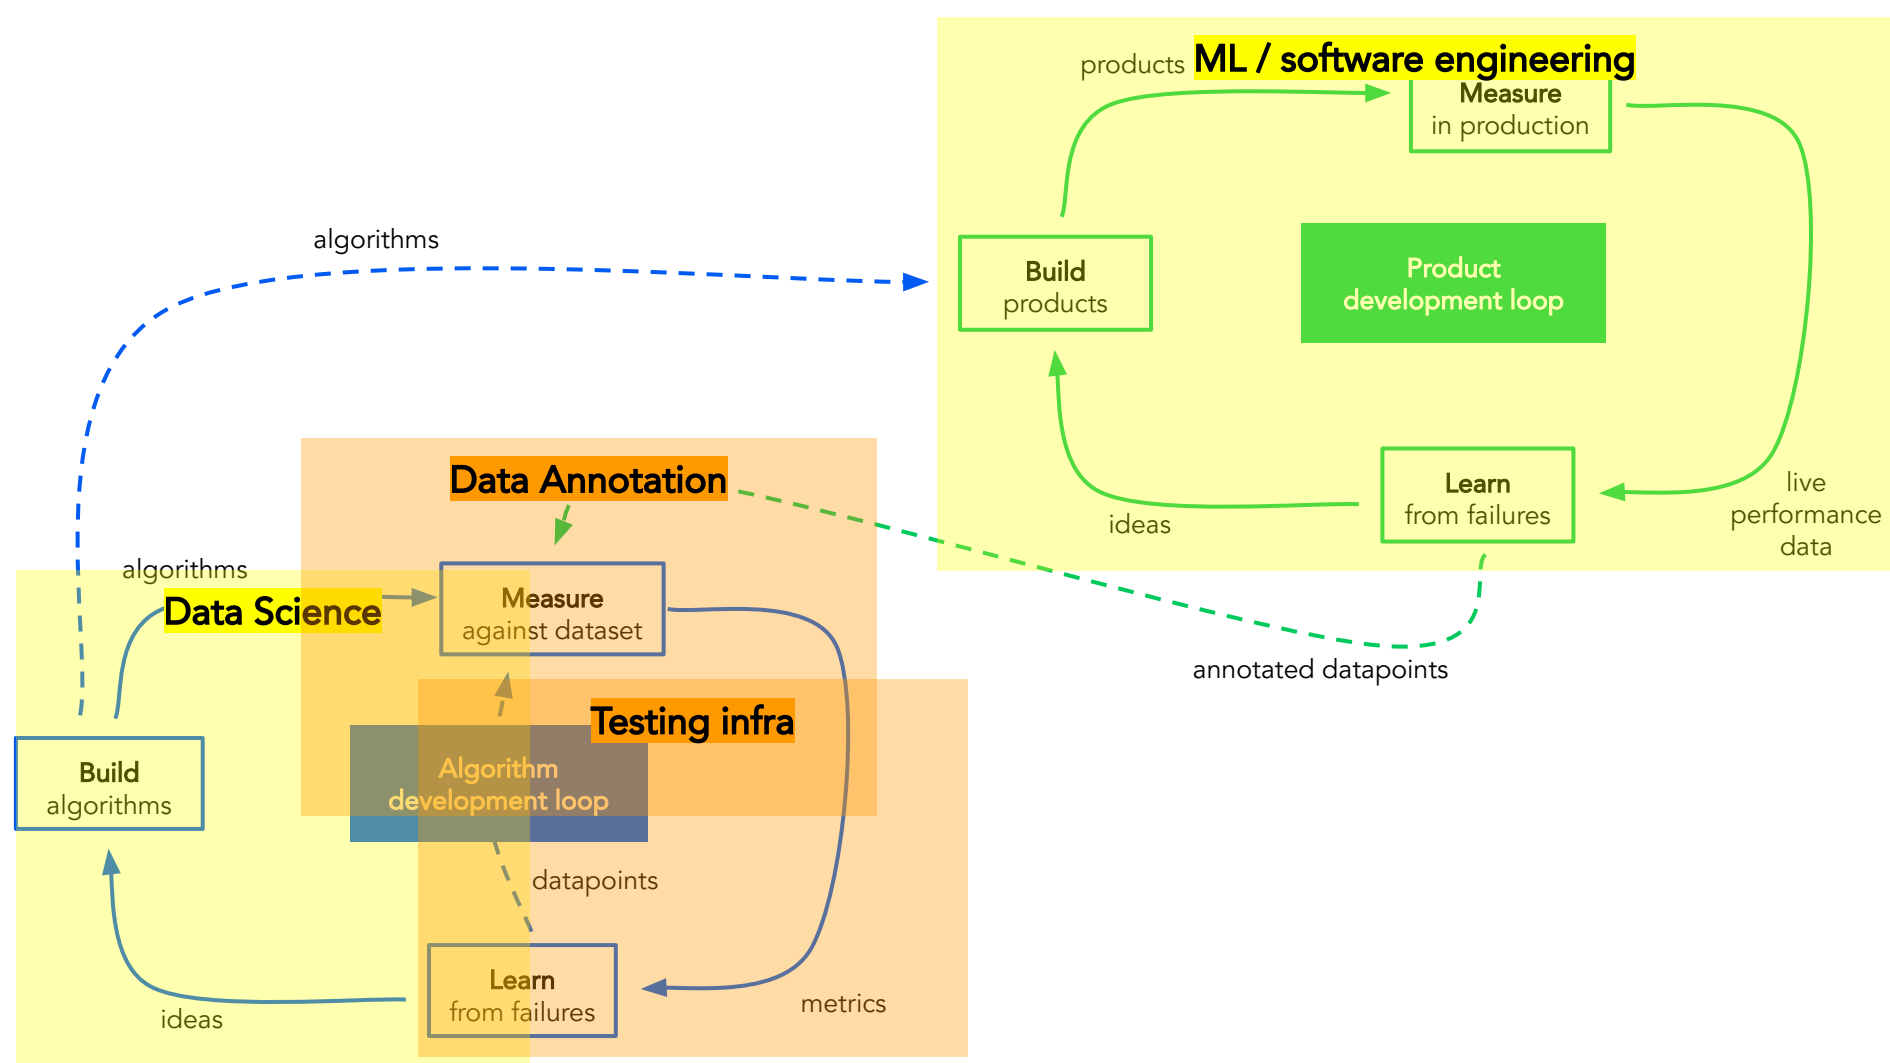 products
ML / software engineering
Measure
in production
algorithms
Build
products
Product
development loop
Learn
from failures
ideas
live
performance
data
Data Annotation
algorithms
Data Science
Measure
against dataset
annotated datapoints
Testing infra
Build
algorithms
Algorithm
development loop
datapoints
Learn
from failures
metrics
ideas